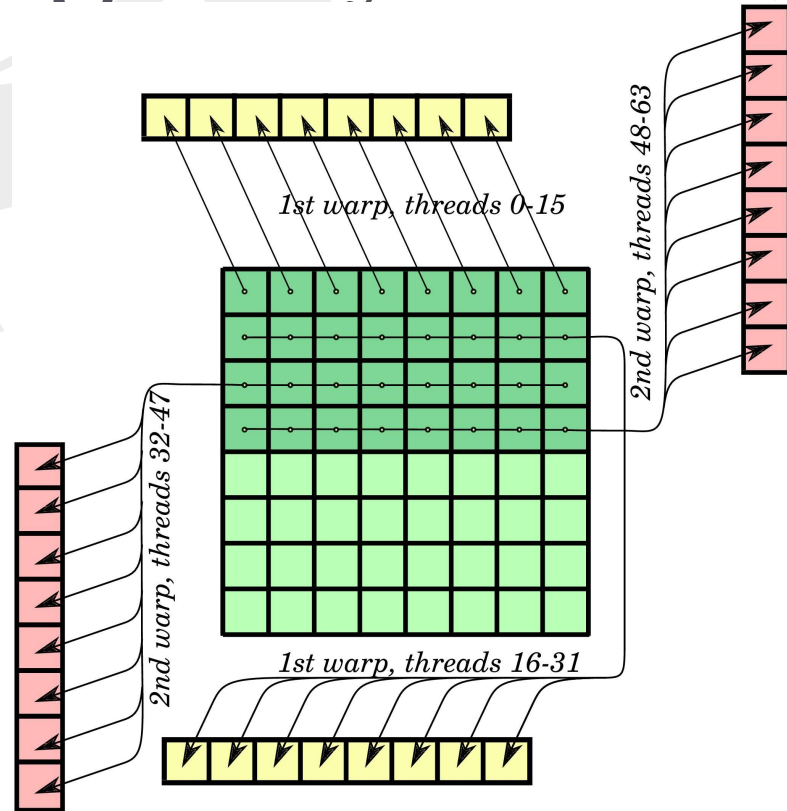 1st warp, threads 0-15
2nd warp, threads 48-63
2nd warp, threads 32-47
1st warp, threads 16-31